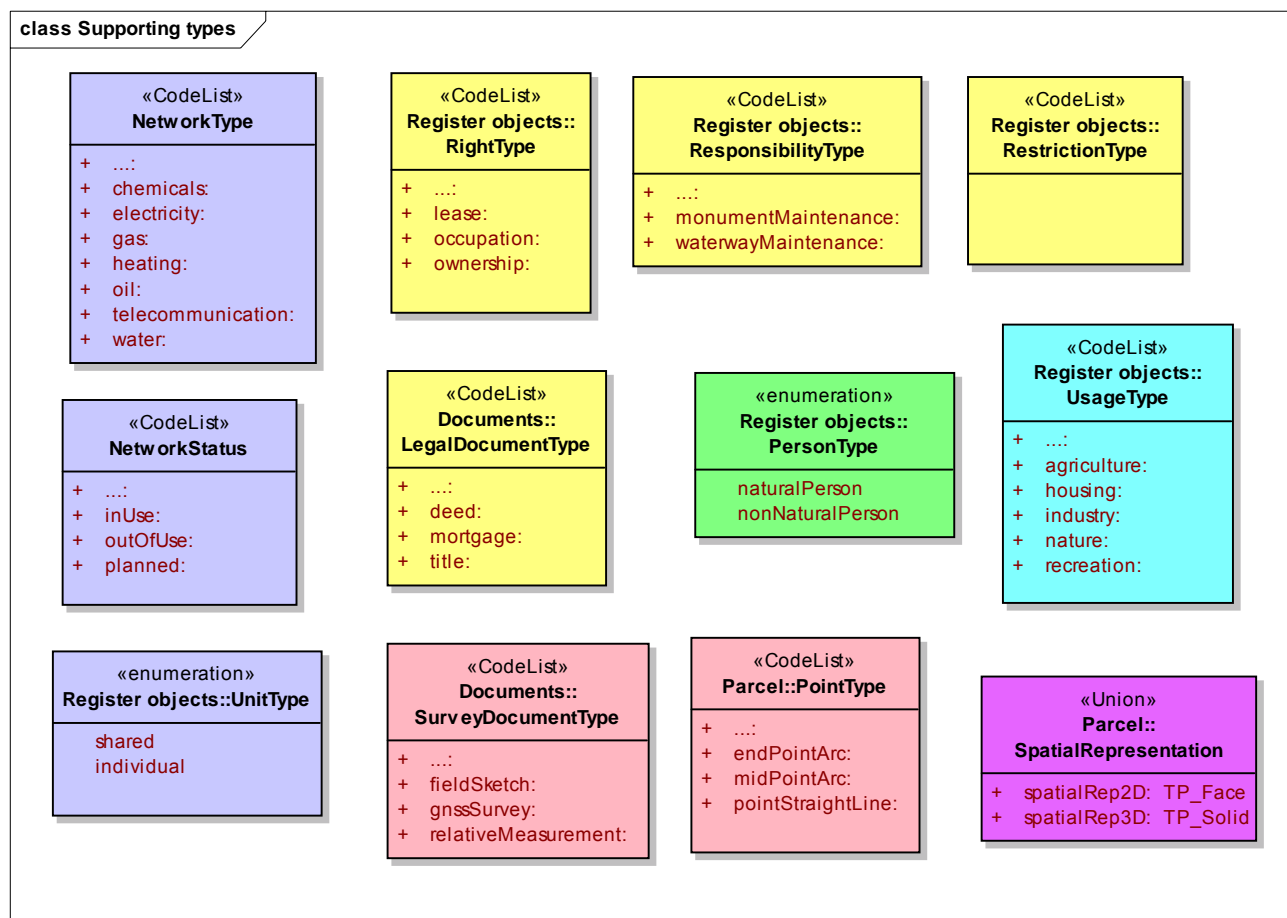 class Supporting types
«CodeList»
NetworkType
+ ...:
+ chemicals:
+ electricity:
+ gas:
+ heating:
+ oil:
+ telecommunication:
+ water:
«CodeList»
Register objects::
RightType
+ ...:
+ lease:
+ occupation:
+ ownership:
«CodeList»
Register objects::
ResponsibilityType
+ ...:
+ monumentMaintenance:
+ waterwayMaintenance:
«CodeList»
Register objects::
RestrictionType
«CodeList»
NetworkStatus
+ ...:
+ inUse:
+ outOfUse:
+ planned:
«CodeList»
Documents::
LegalDocumentType
+ ...:
+ deed:
+ mortgage:
+ title:
«enumeration»
Register objects::
PersonType
naturalPerson
nonNaturalPerson
«CodeList»
Register objects::
UsageType
+ ...:
+ agriculture:
+ housing:
+ industry:
+ nature:
+ recreation:
«enumeration»
Register objects::UnitType
shared
individual
«CodeList»
Documents::
SurveyDocumentType
+ ...:
+ fieldSketch:
+ gnssSurvey:
+ relativeMeasurement:
«CodeList»
Parcel::PointType
+ ...:
+ endPointArc:
+ midPointArc:
+ pointStraightLine:
«Union»
Parcel::
SpatialRepresentation
+ spatialRep2D: TP_Face
+ spatialRep3D: TP_Solid